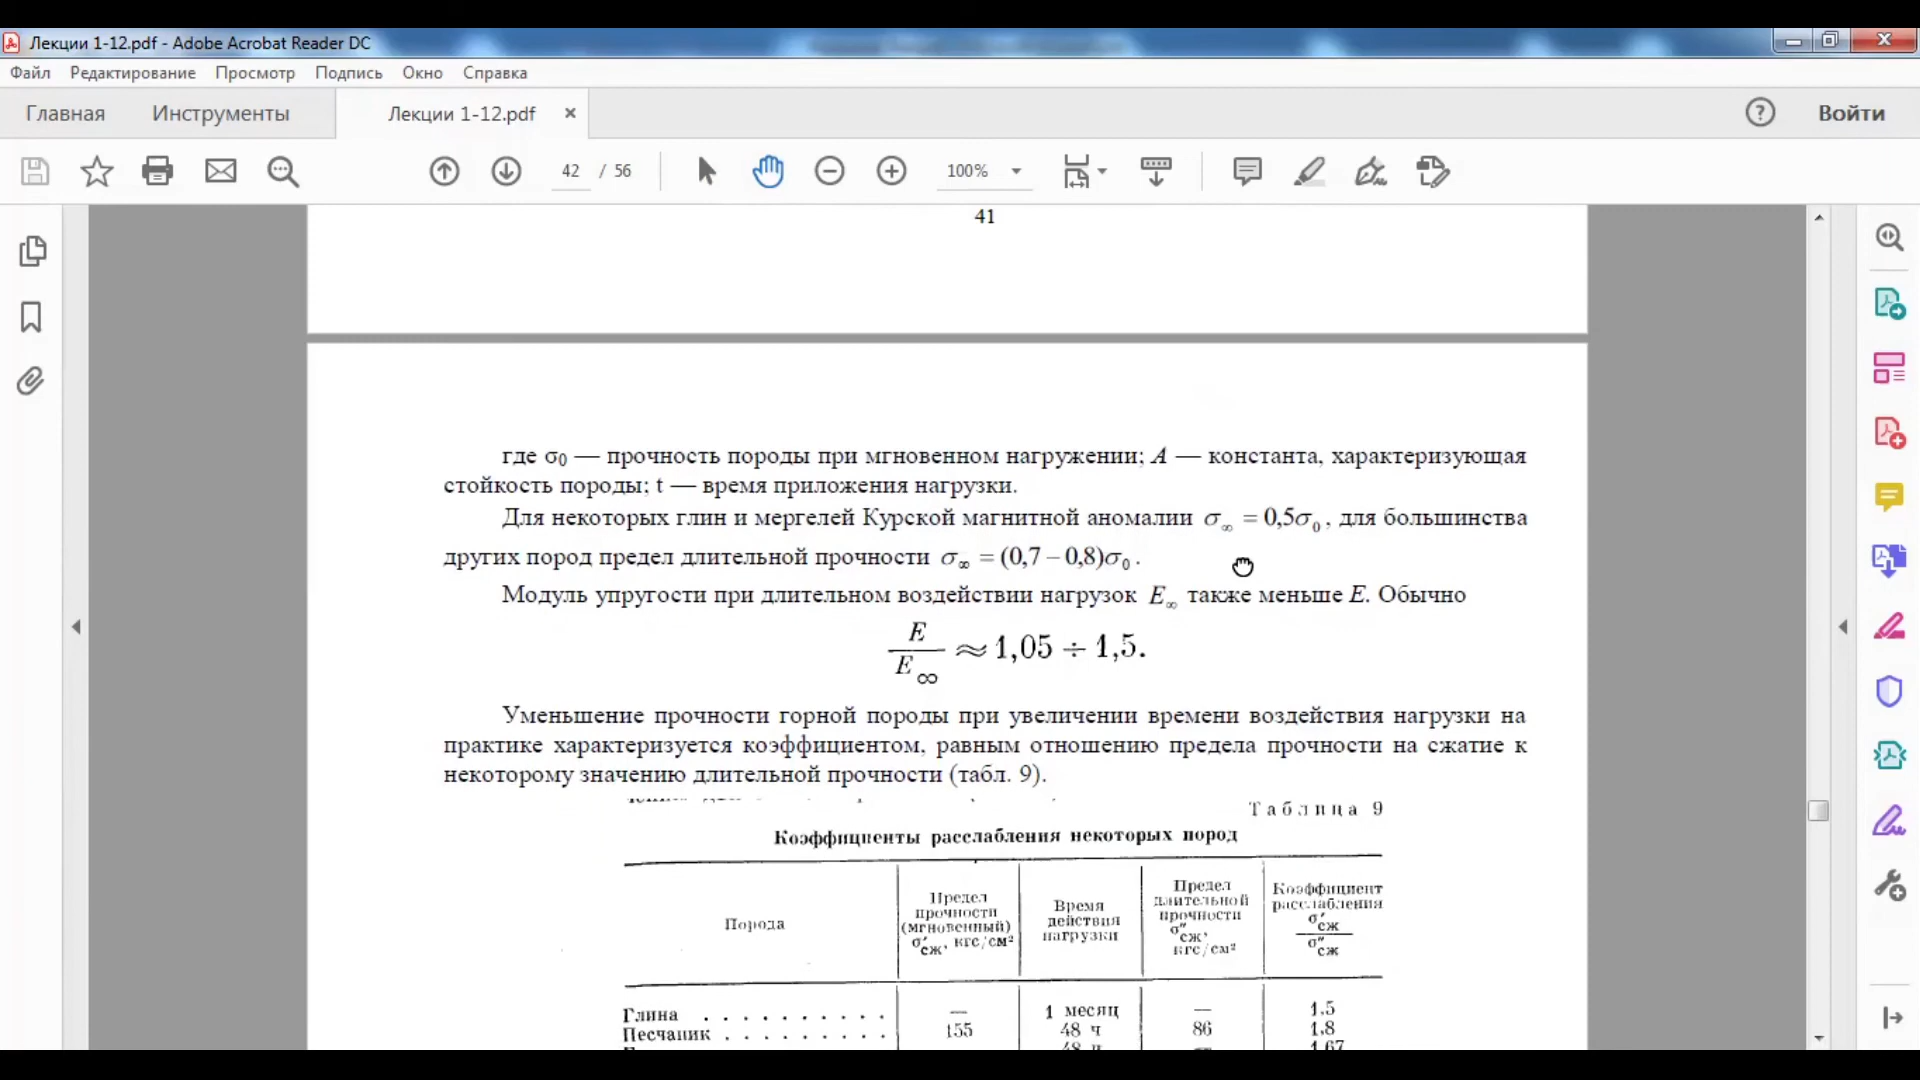 Лекции 1-12.pdf - Adobe Acrobat Reader DC
Файл Редактирование Просмотр Подпись Окно Справка
Главная Инструменты Лекции 1-12.pdf × Войти
42 / 56 100%
41
где σ₀ — прочность породы при мгновенном нагружении; A — константа, характеризующая
стойкость породы; t — время приложения нагрузки.
Для некоторых глин и мергелей Курской магнитной аномалии σ∞ = 0,5σ₀, для большинства
других пород предел длительной прочности σ∞ = (0,7 – 0,8)σ₀.
Модуль упругости при длительном воздействии нагрузок E∞ также меньше E. Обычно
E / E∞ ≈ 1,05 ÷ 1,5.
Уменьшение прочности горной породы при увеличении времени воздействия нагрузки на
практике характеризуется коэффициентом, равным отношению предела прочности на сжатие к
некоторому значению длительной прочности (табл. 9).
Таблица 9
Коэффициенты расслабления некоторых пород
Порода
Предел прочности (мгновенный) σ′сж, кгс/см²
Время действия нагрузки
Предел длительной прочности σ″сж, кгс/см²
Коэффициент расслабления σ′сж / σ″сж
Глина . . . . . . . . . . — 1 месяц — 1.5
Песчаник . . . . . . . . . 155 48 ч 86 1.8
48 ч — 1.67